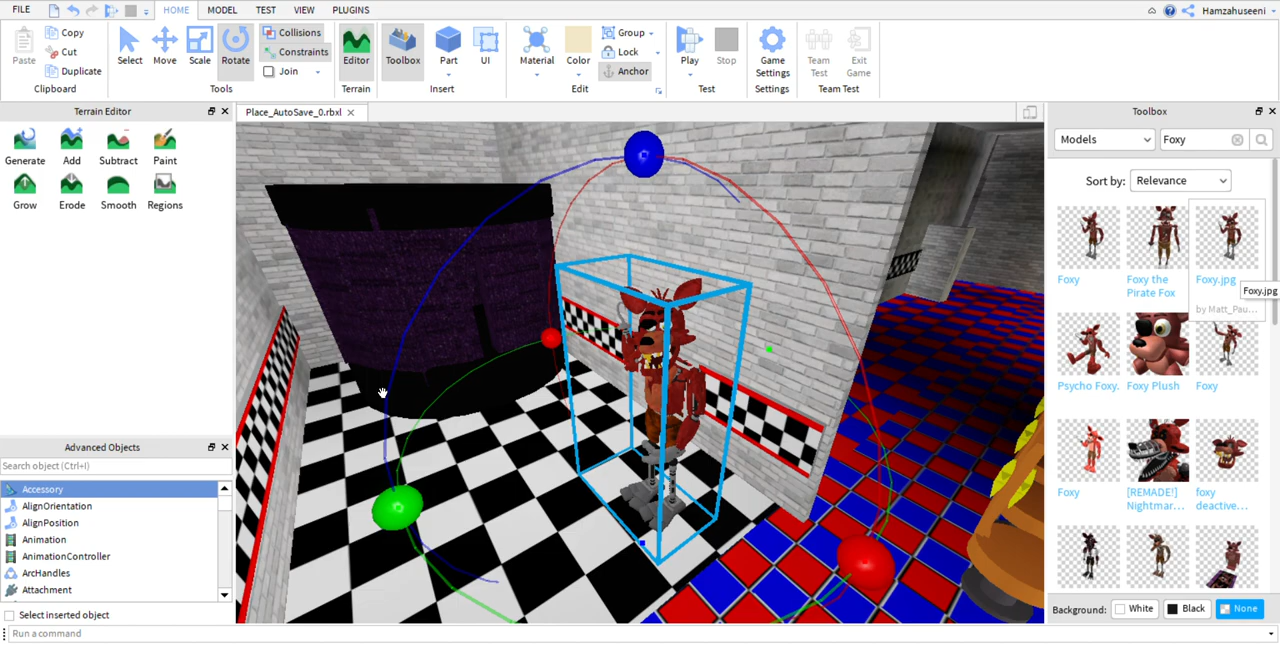 FILE
HOME
MODEL
TEST
VIEW
PLUGINS
Hamzahuseeni
Paste
Copy
Cut
Duplicate
Clipboard
Select
Move
Scale
Rotate
Collisions
Constraints
Join
Tools
Editor
Terrain
Toolbox
Part
UI
Insert
Material
Color
Group
Lock
Anchor
Edit
Play
Stop
Test
Game
Settings
Settings
Team
Test
Exit
Game
Team Test
Terrain Editor
Generate
Add
Subtract
Paint
Grow
Erode
Smooth
Regions
Advanced Objects
Search object (Ctrl+I)
Accessory
AlignOrientation
AlignPosition
Animation
AnimationController
ArcHandles
Attachment
Select inserted object
Run a command
Place_AutoSave_0.rbxl
Toolbox
Models
Foxy
Sort by:
Relevance
Foxy
Foxy the
Pirate Fox
Foxy.jpg
Foxy.jpg
by Matt_Pau...
Psycho Foxy.
Foxy Plush
Foxy
Foxy
[REMADE!]
Nightmar...
foxy
deactive...
Background:
White
Black
None